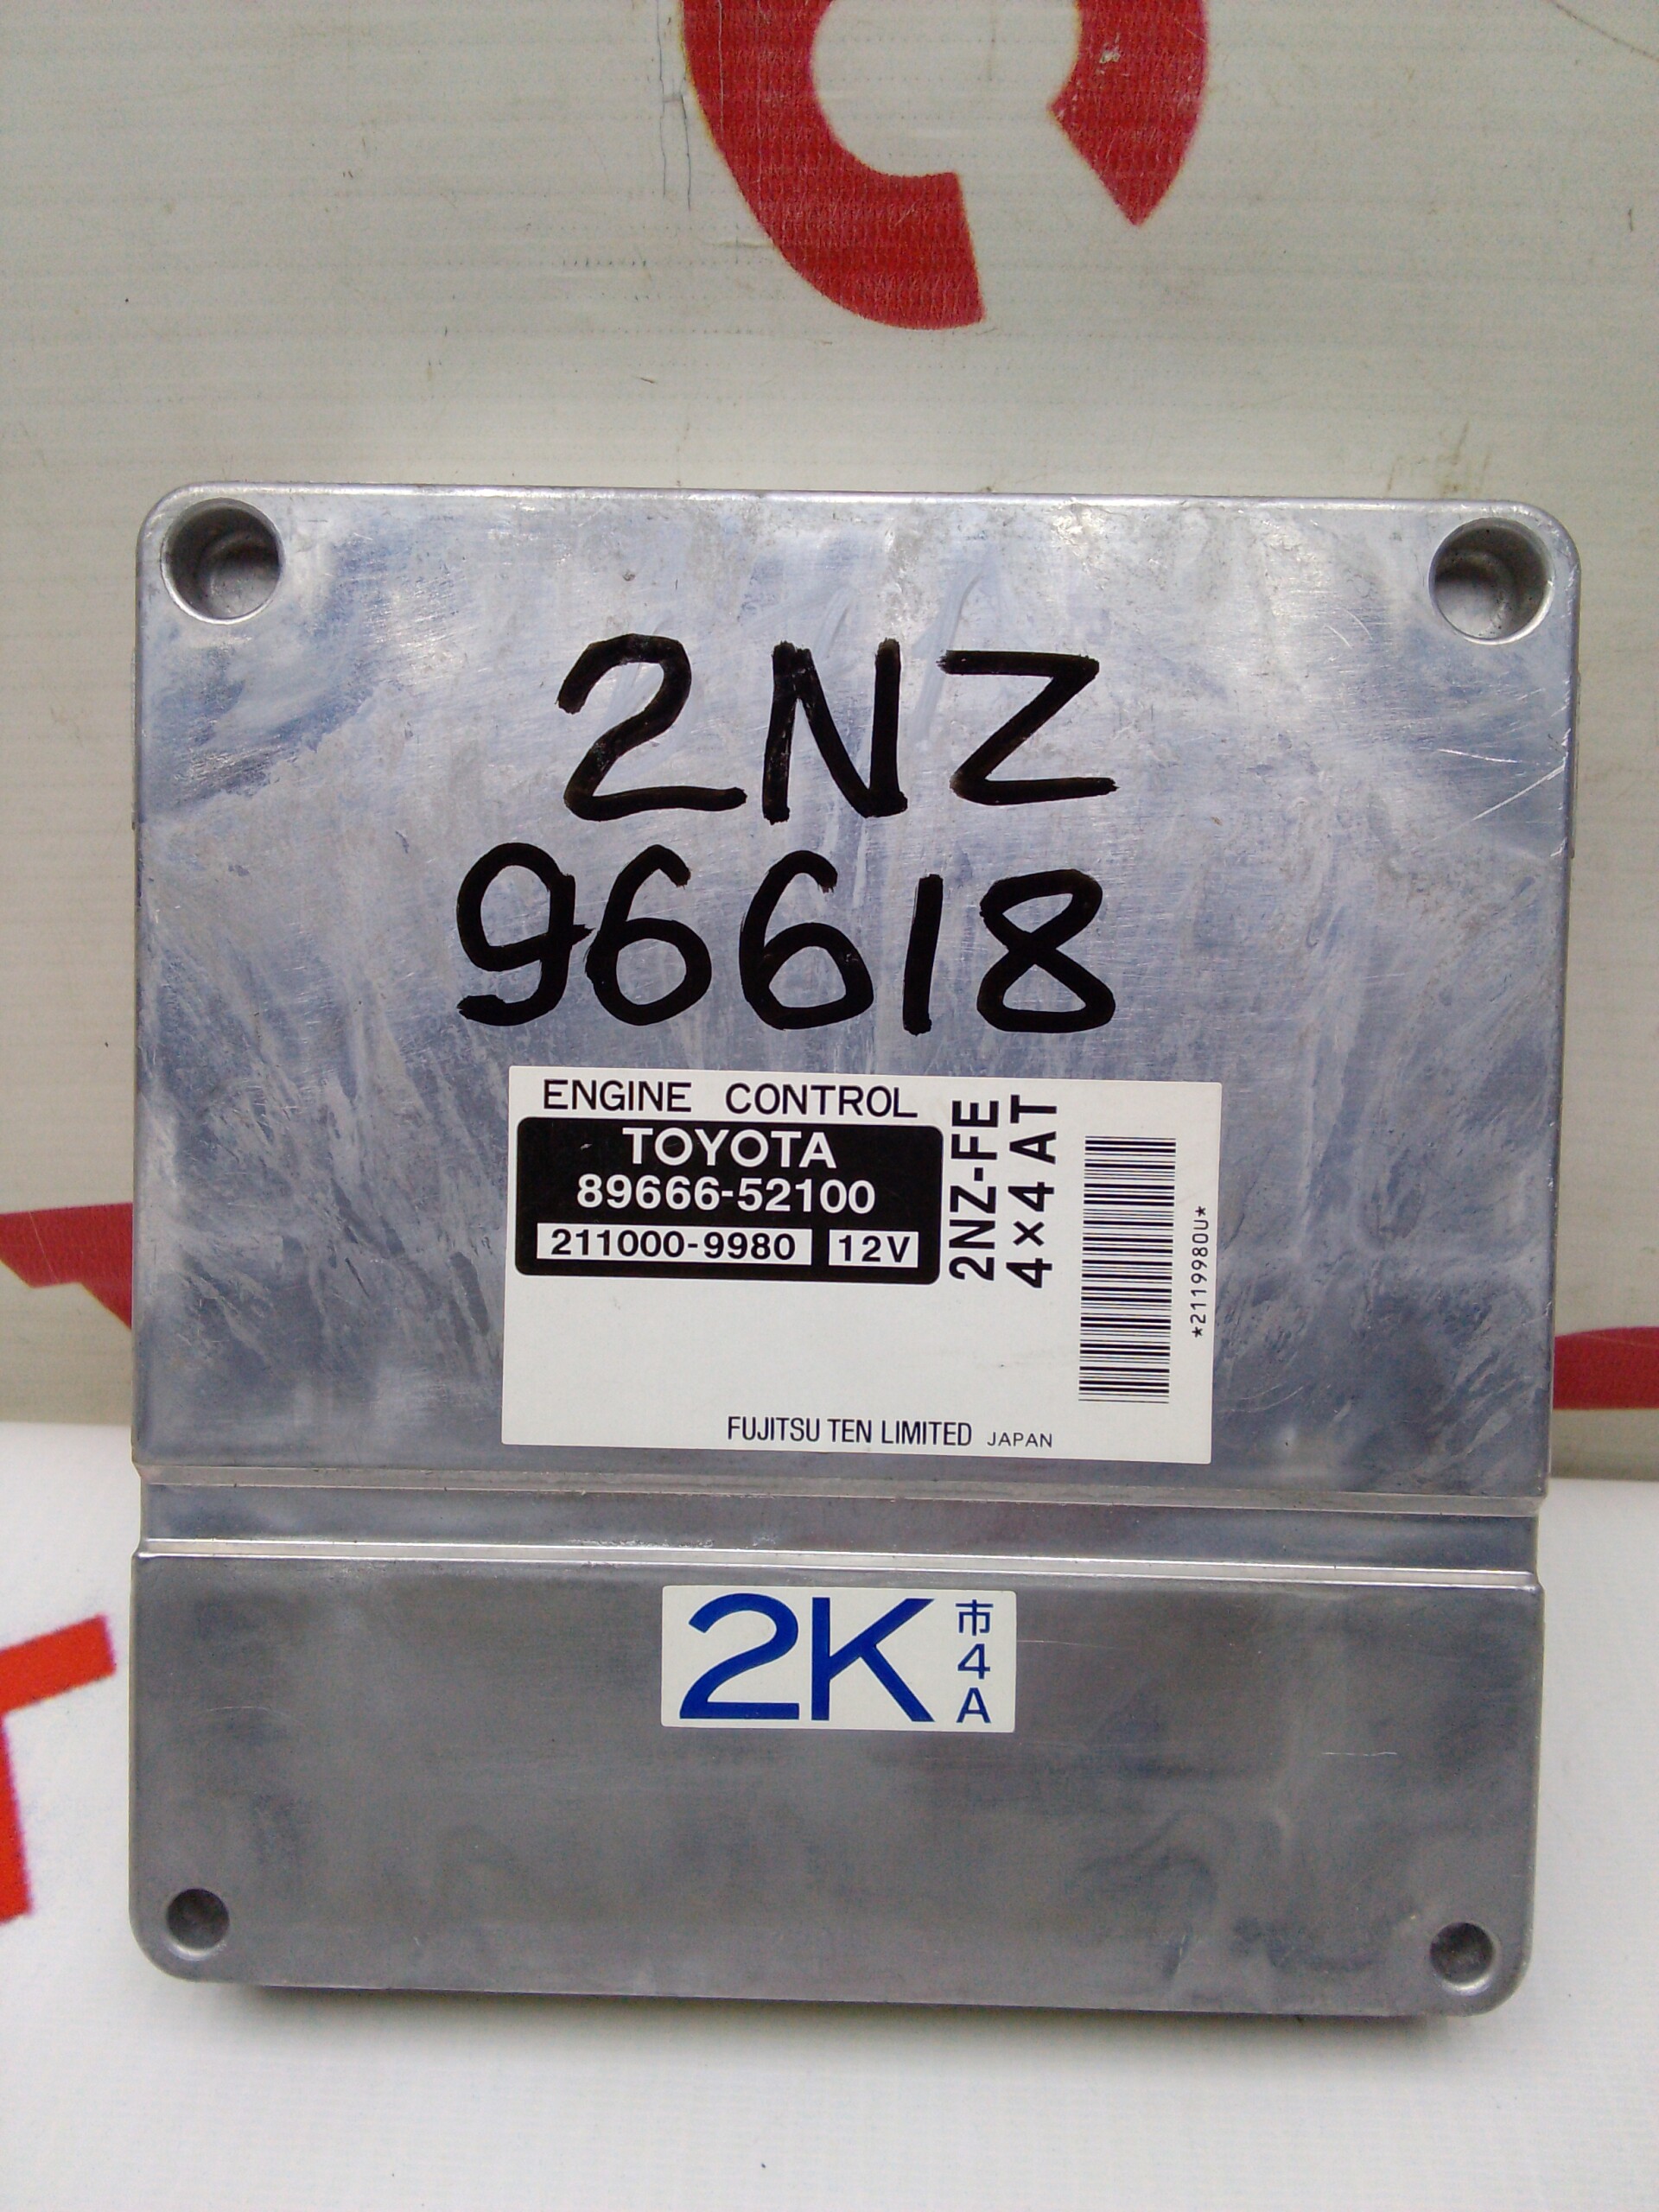 2NZ
96618
ENGINE CONTROL
TOYOTA
89666-52100
211000-9980 12V
2NZ-FE
4×4 AT
*2119980U*
FUJITSU TEN LIMITED JAPAN
2K
市
4
A